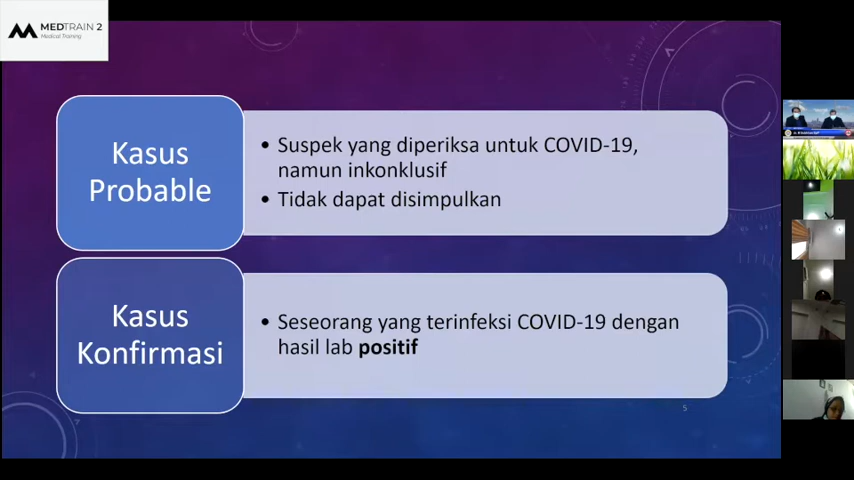 MEDTRAIN 2
Medical Training
Kasus
Probable
• Suspek yang diperiksa untuk COVID-19,
namun inkonklusif
• Tidak dapat disimpulkan
Kasus
Konfirmasi
• Seseorang yang terinfeksi COVID-19 dengan
hasil lab positif
5